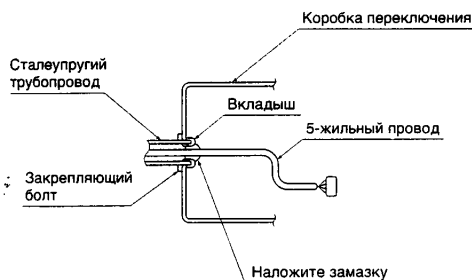 Коробка переключения
Сталеупругий
трубопровод
Вкладыш
5-жильный провод
Закрепляющий
болт
Наложите замазку